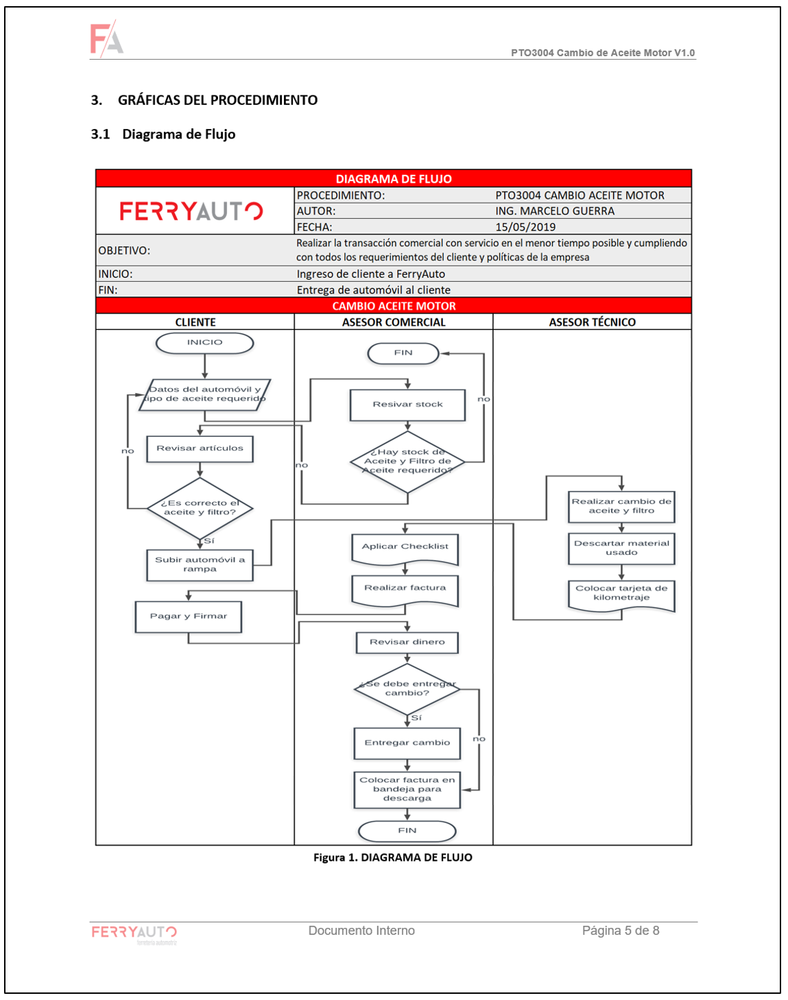 FA
PTO3004 Cambio de Aceite Motor V1.0
3. GRÁFICAS DEL PROCEDIMIENTO
3.1 Diagrama de Flujo
DIAGRAMA DE FLUJO
FERRYAUTO
PROCEDIMIENTO: PTO3004 CAMBIO ACEITE MOTOR
AUTOR: ING. MARCELO GUERRA
FECHA: 15/05/2019
OBJETIVO:
Realizar la transacción comercial con servicio en el menor tiempo posible y cumpliendo
con todos los requerimientos del cliente y políticas de la empresa
INICIO: Ingreso de cliente a FerryAuto
FIN: Entrega de automóvil al cliente
CAMBIO ACEITE MOTOR
CLIENTE ASESOR COMERCIAL ASESOR TÉCNICO
INICIO
Datos del automóvil y
tipo de aceite requerido
no
Revisar artículos
¿Es correcto el
aceite y filtro?
Sí
Subir automóvil a
rampa
Pagar y Firmar
FIN
no
Resivar stock
¿Hay stock de
Aceite y Filtro de
Aceite requerido?
no
Aplicar Checklist
Realizar factura
Revisar dinero
¿Se debe entregar
cambio?
Sí
no
Entregar cambio
Colocar factura en
bandeja para
descarga
FIN
Realizar cambio de
aceite y filtro
Descartar material
usado
Colocar tarjeta de
kilometraje
Figura 1. DIAGRAMA DE FLUJO
FERRYAUTO
ferretería automotriz
Documento Interno
Página 5 de 8